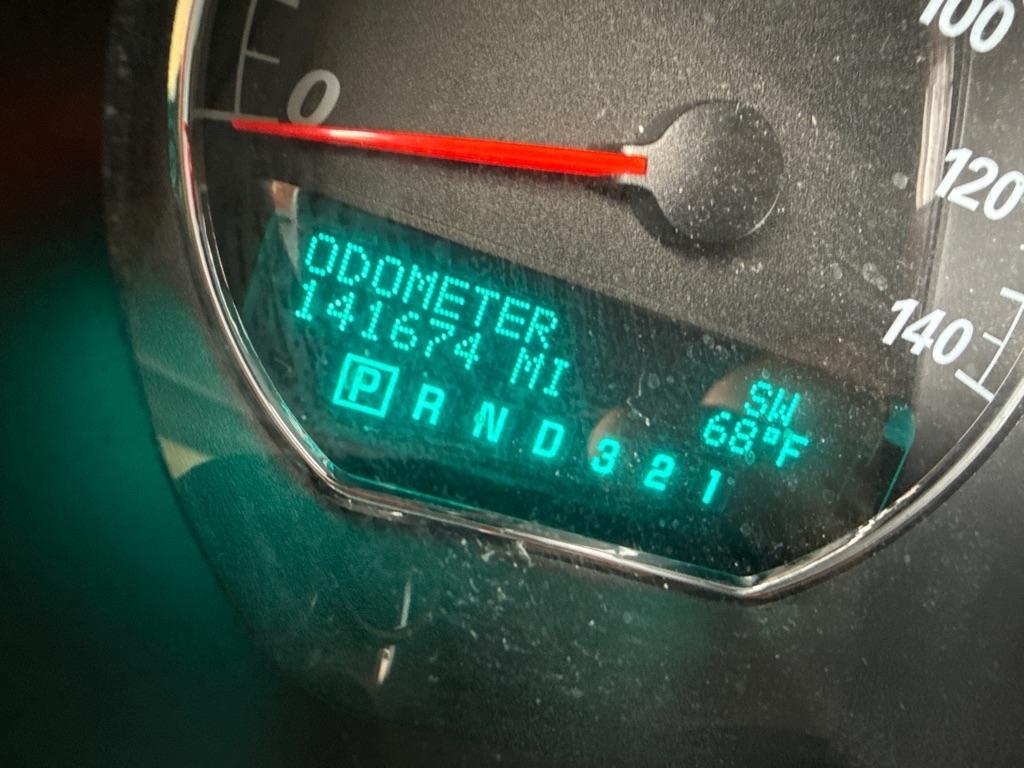 0
100
120
140
ODOMETER
141674 MI
SW
68°F
P R N D 3 2 1